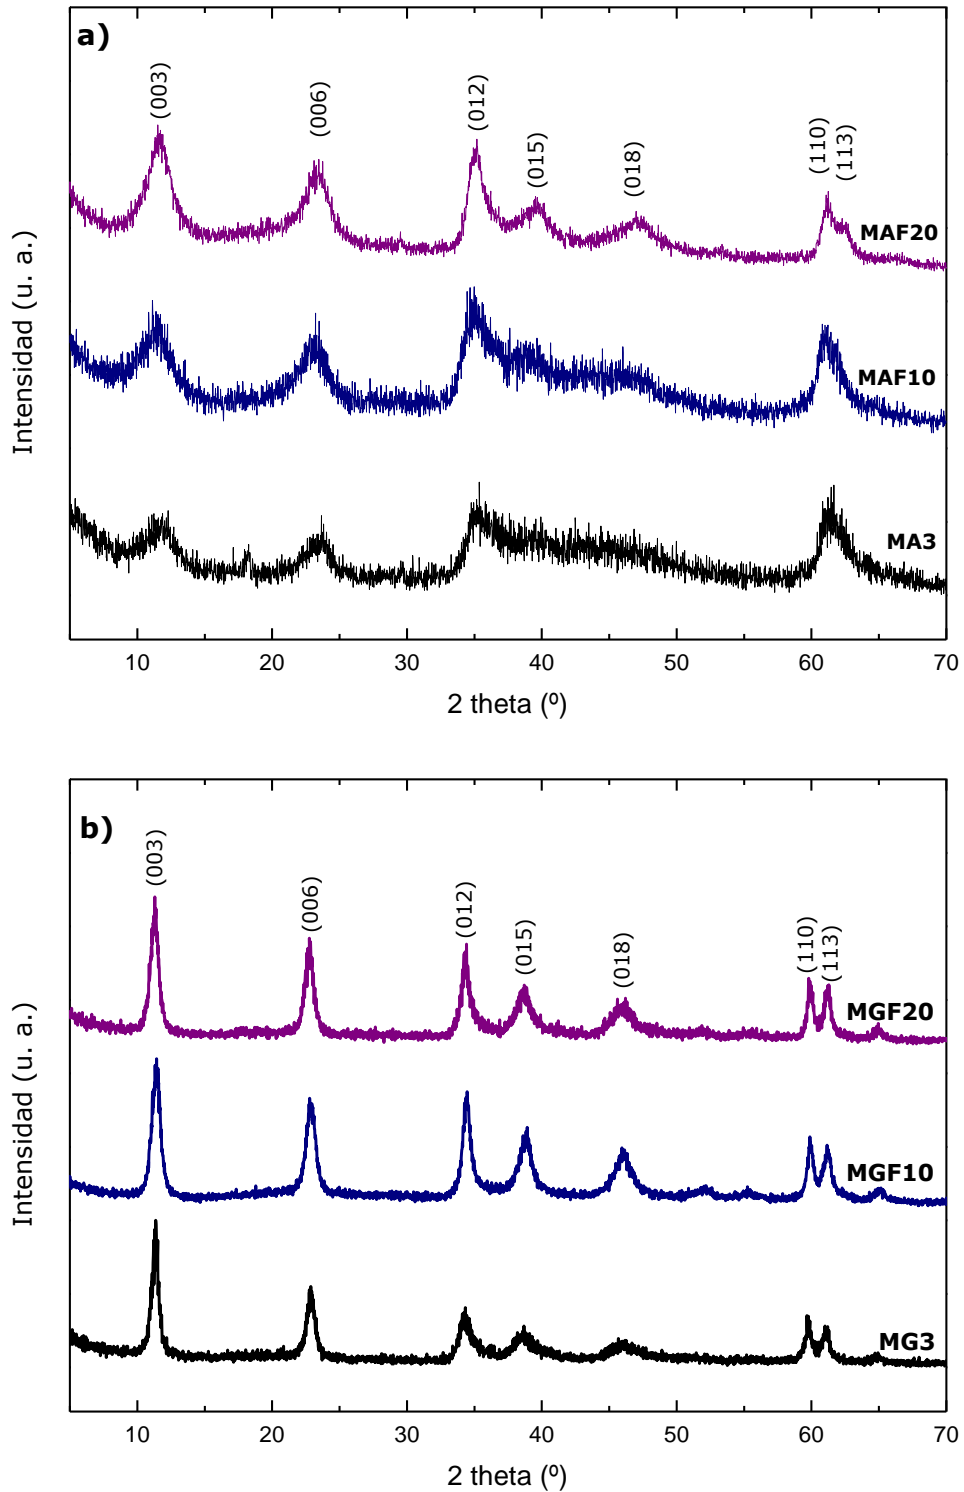 a)
(003)
(006)
(012)
(015)
(018)
(110)
(113)
MAF20
MAF10
MA3
Intensidad (u. a.)
10 20 30 40 50 60 70
2 theta (º)
b)
(003)
(006)
(012)
(015)
(018)
(110)
(113)
MGF20
MGF10
MG3
Intensidad (u. a.)
10 20 30 40 50 60 70
2 theta (º)